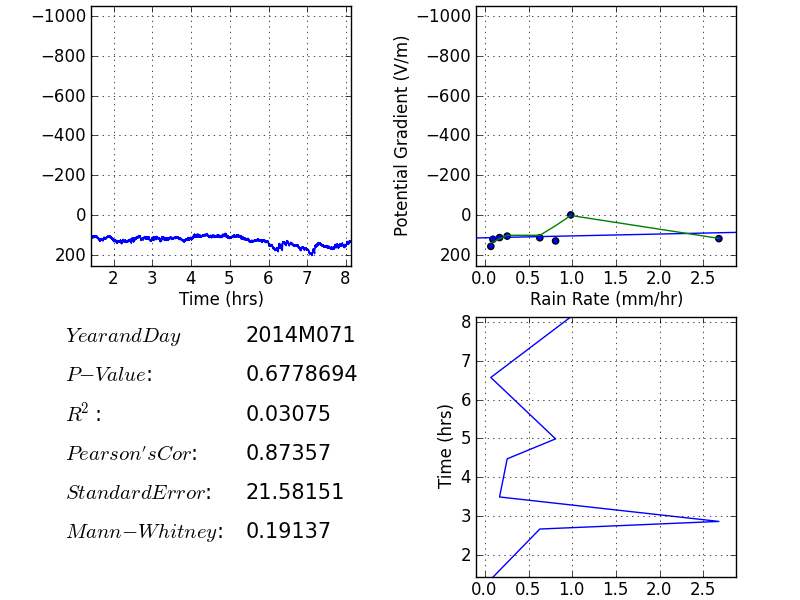 −1000
−800
−600
−400
−200
0
200
2 3 4 5 6 7 8
Time (hrs)
Potential Gradient (V/m)
−1000
−800
−600
−400
−200
0
200
0.0 0.5 1.0 1.5 2.0 2.5
Rain Rate (mm/hr)
YearandDay 2014M071
P−Value: 0.6778694
R²: 0.03075
Pearson'sCor: 0.87357
StandardError: 21.58151
Mann−Whitney: 0.19137
Time (hrs)
8
7
6
5
4
3
2
0.0 0.5 1.0 1.5 2.0 2.5